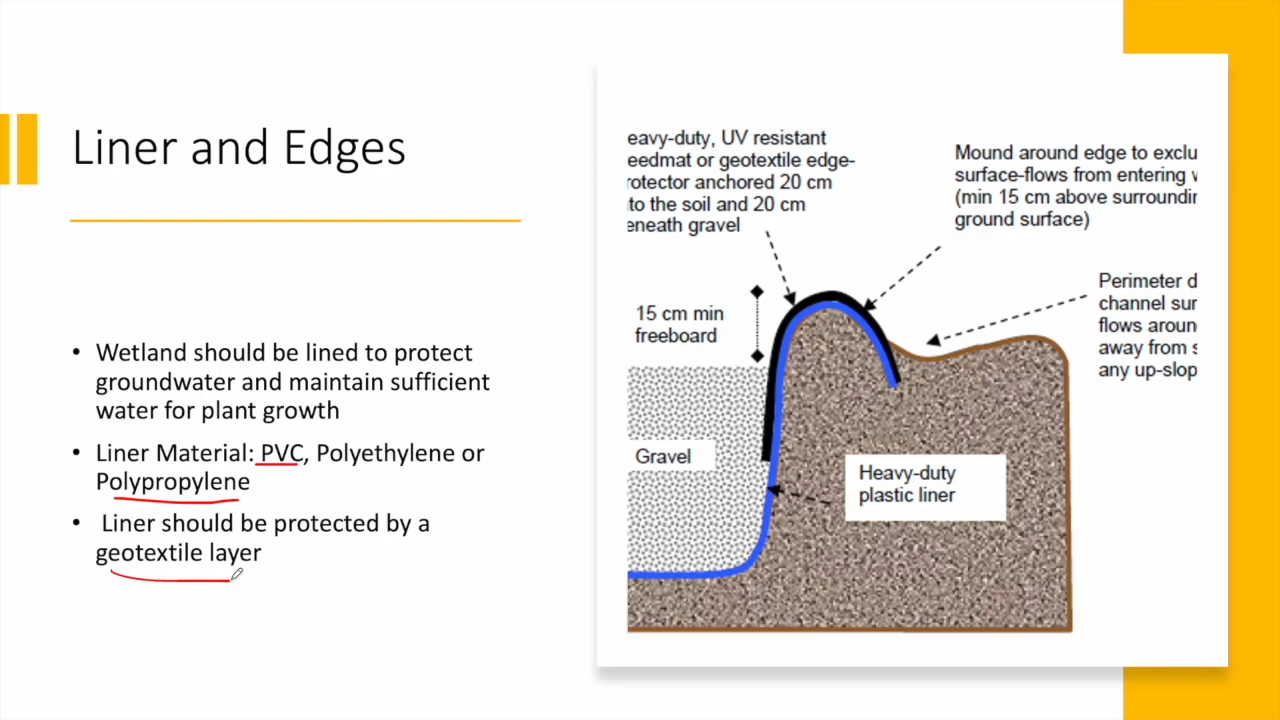 Liner and Edges
• Wetland should be lined to protect
groundwater and maintain sufficient
water for plant growth
• Liner Material: PVC, Polyethylene or
Polypropylene
• Liner should be protected by a
geotextile layer
eavy-duty, UV resistant
eedmat or geotextile edge-
rotector anchored 20 cm
to the soil and 20 cm
eneath gravel
Mound around edge to exclu
surface-flows from entering
(min 15 cm above surroundin
ground surface)
Perimeter d
channel sur
flows aroun
away from s
any up-slop
15 cm min
freeboard
Gravel
Heavy-duty
plastic liner